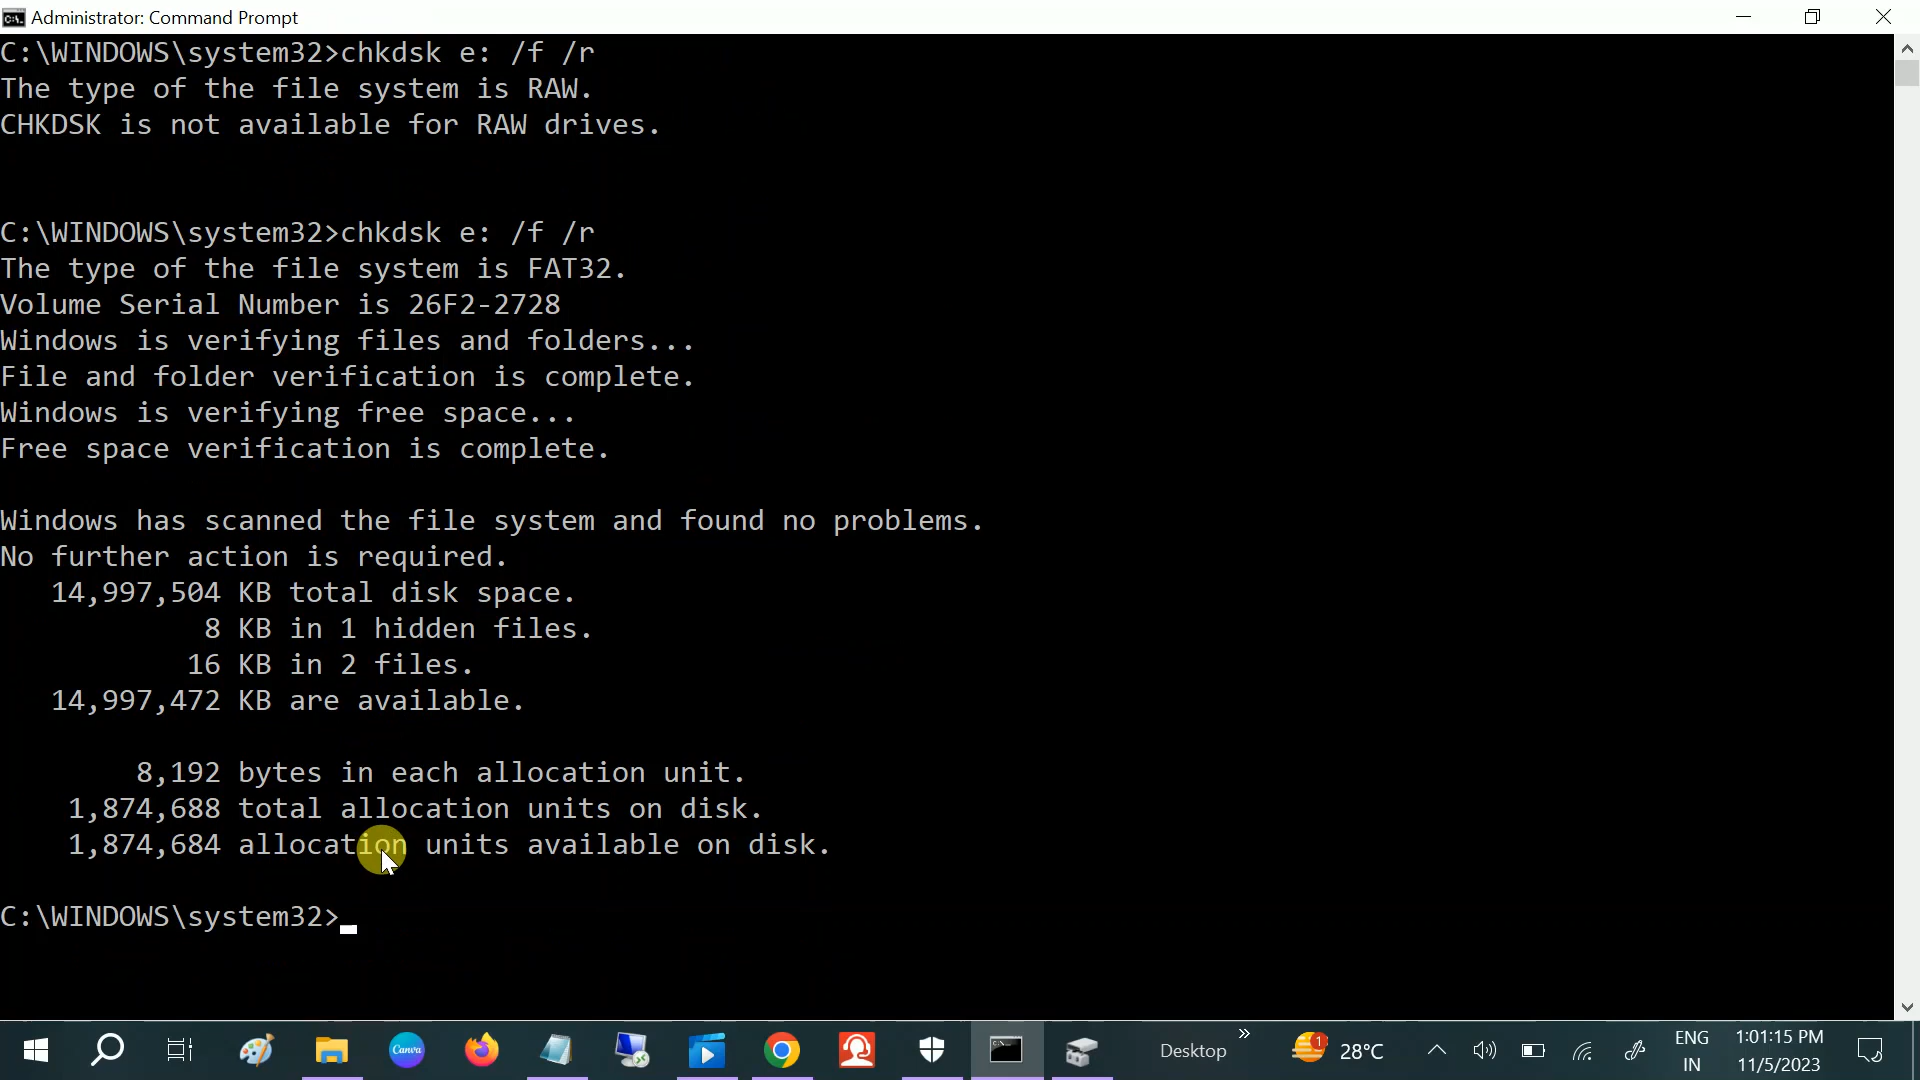 Administrator: Command Prompt
C:\WINDOWS\system32>chkdsk e: /f /r
The type of the file system is RAW.
CHKDSK is not available for RAW drives.
C:\WINDOWS\system32>chkdsk e: /f /r
The type of the file system is FAT32.
Volume Serial Number is 26F2-2728
Windows is verifying files and folders...
File and folder verification is complete.
Windows is verifying free space...
Free space verification is complete.
Windows has scanned the file system and found no problems.
No further action is required.
14,997,504 KB total disk space.
8 KB in 1 hidden files.
16 KB in 2 files.
14,997,472 KB are available.
8,192 bytes in each allocation unit.
1,874,688 total allocation units on disk.
1,874,684 allocation units available on disk.
C:\WINDOWS\system32>
Canva
Desktop
1
28°C
ENG
IN
1:01:15 PM
11/5/2023